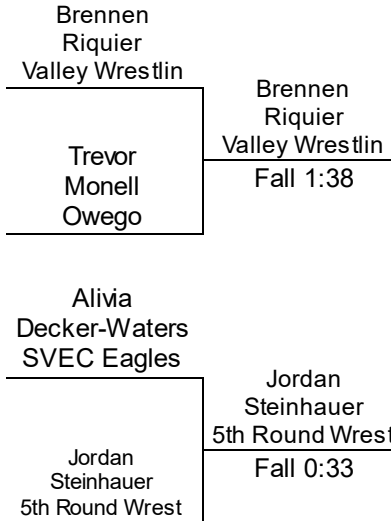 Brennen
Riquier
Valley Wrestlin
Brennen
Riquier
Valley Wrestlin
Trevor
Monell
Owego
Fall 1:38
Alivia
Decker-Waters
SVEC Eagles
Jordan
Steinhauer
5th Round Wrest
Jordan
Steinhauer
5th Round Wrest
Fall 0:33